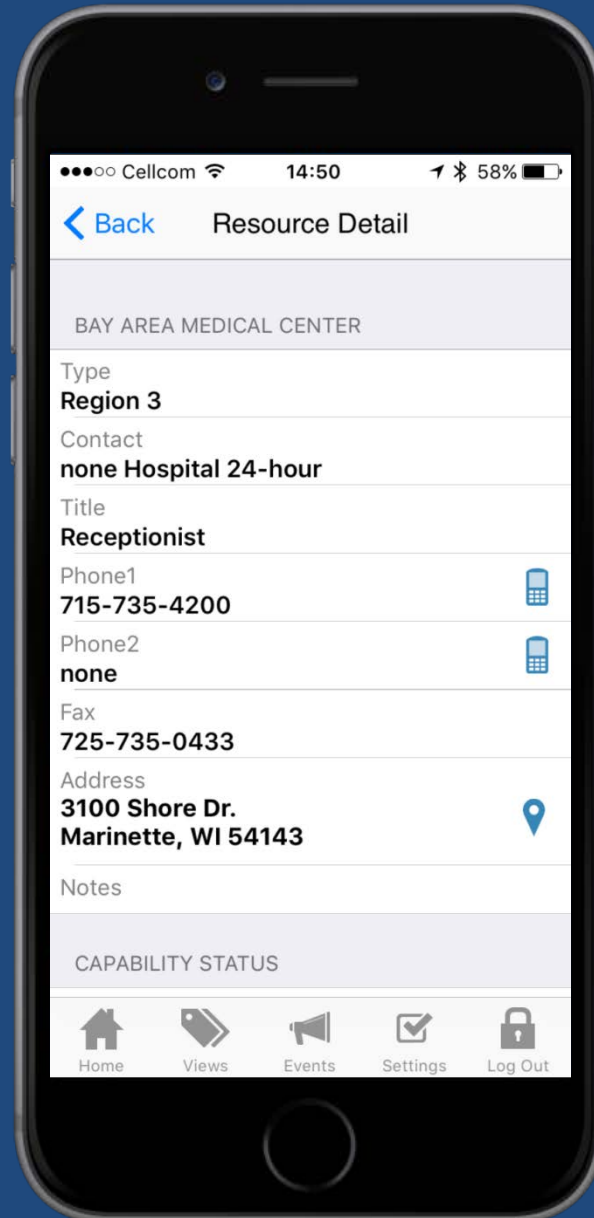 Cellcom 14:50 58%
Back Resource Detail
BAY AREA MEDICAL CENTER
Type
Region 3
Contact
none Hospital 24-hour
Title
Receptionist
Phone1
715-735-4200
Phone2
none
Fax
725-735-0433
Address
3100 Shore Dr.
Marinette, WI 54143
Notes
CAPABILITY STATUS
Home Views Events Settings Log Out